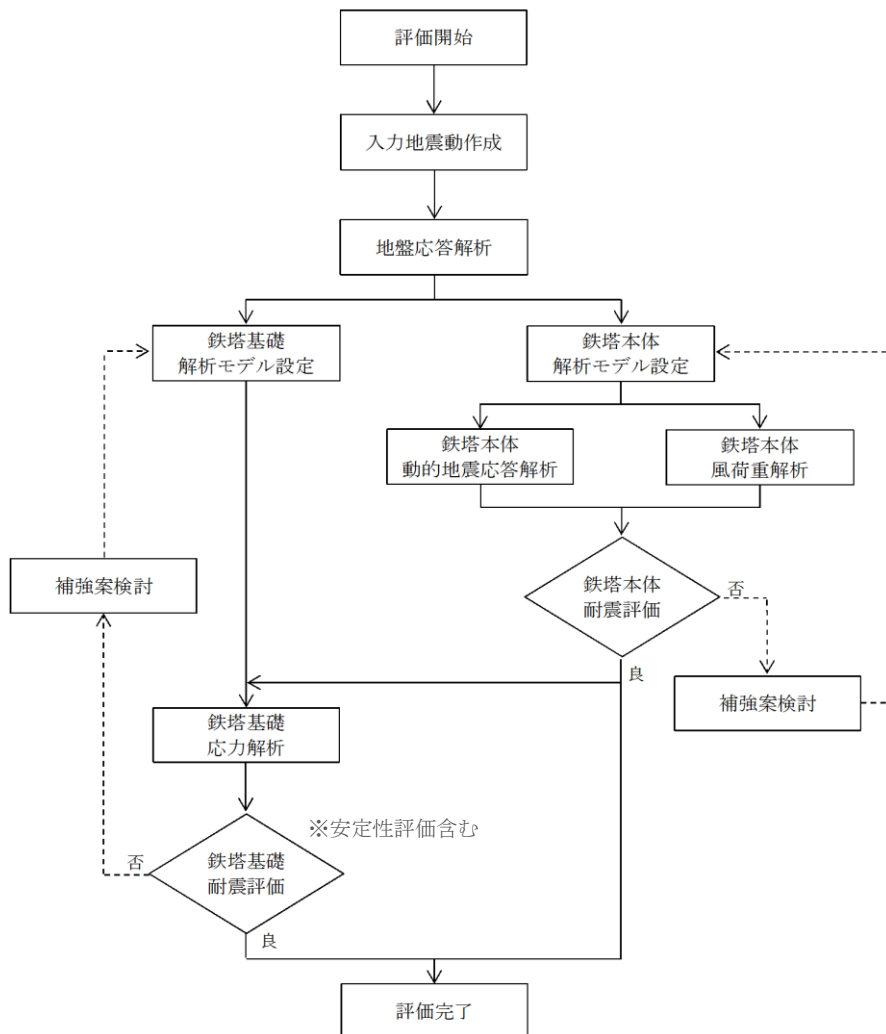 評価開始
入力地震動作成
地盤応答解析
鉄塔基礎
解析モデル設定
鉄塔本体
解析モデル設定
鉄塔本体
動的地震応答解析
鉄塔本体
風荷重解析
鉄塔本体
耐震評価
否
良
補強案検討
補強案検討
鉄塔基礎
応力解析
※安定性評価含む
鉄塔基礎
耐震評価
否
良
評価完了